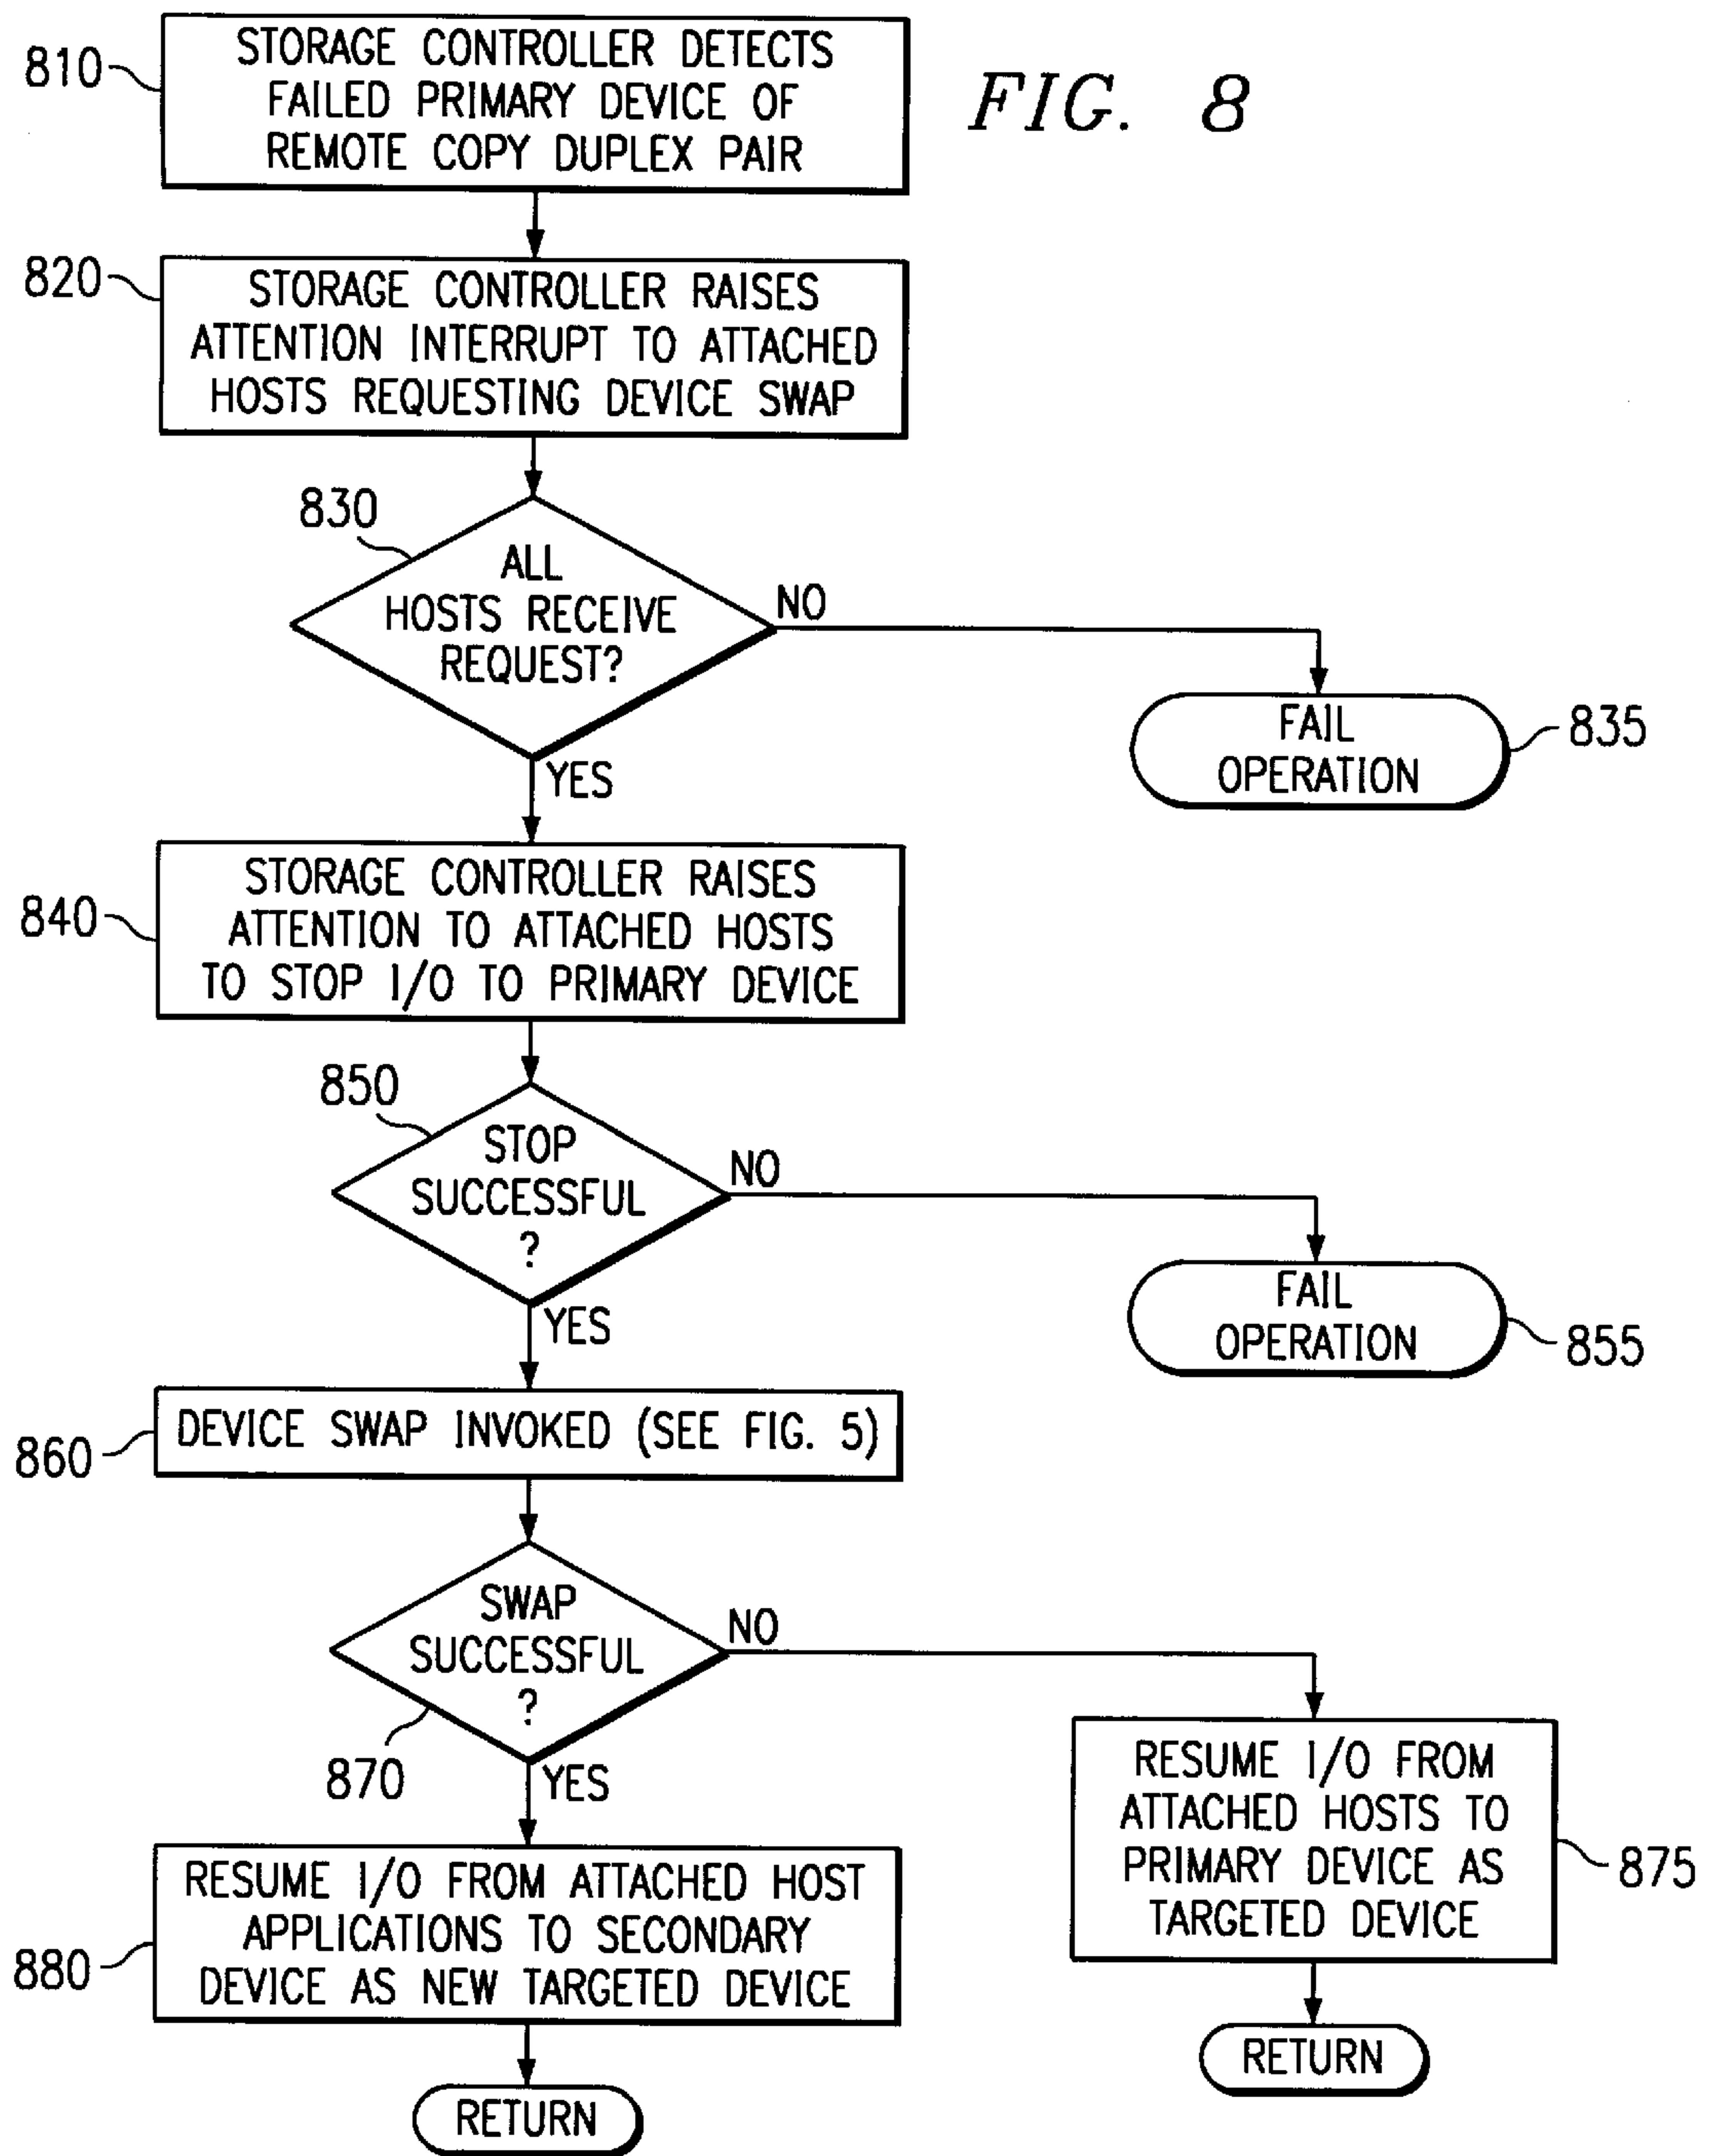 FIG. 8
810
STORAGE CONTROLLER DETECTS
FAILED PRIMARY DEVICE OF
REMOTE COPY DUPLEX PAIR
820
STORAGE CONTROLLER RAISES
ATTENTION INTERRUPT TO ATTACHED
HOSTS REQUESTING DEVICE SWAP
830
ALL
HOSTS RECEIVE
REQUEST?
NO
FAIL
OPERATION
835
YES
840
STORAGE CONTROLLER RAISES
ATTENTION TO ATTACHED HOSTS
TO STOP I/O TO PRIMARY DEVICE
850
STOP
SUCCESSFUL
?
NO
FAIL
OPERATION
855
YES
860
DEVICE SWAP INVOKED (SEE FIG. 5)
SWAP
SUCCESSFUL
?
870
NO
RESUME I/O FROM
ATTACHED HOSTS TO
PRIMARY DEVICE AS
TARGETED DEVICE
875
RETURN
YES
880
RESUME I/O FROM ATTACHED HOST
APPLICATIONS TO SECONDARY
DEVICE AS NEW TARGETED DEVICE
RETURN